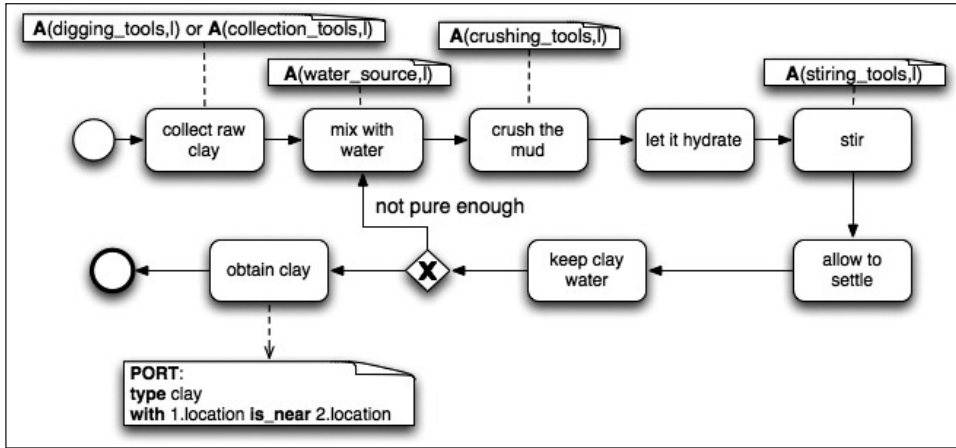 A(digging_tools,l) or A(collection_tools,l)
A(crushing_tools,l)
A(water_source,l)
A(stiring_tools,l)
collect raw
clay
mix with
water
crush the
mud
let it hydrate
stir
not pure enough
obtain clay
X
keep clay
water
allow to
settle
PORT:
type clay
with 1.location is_near 2.location